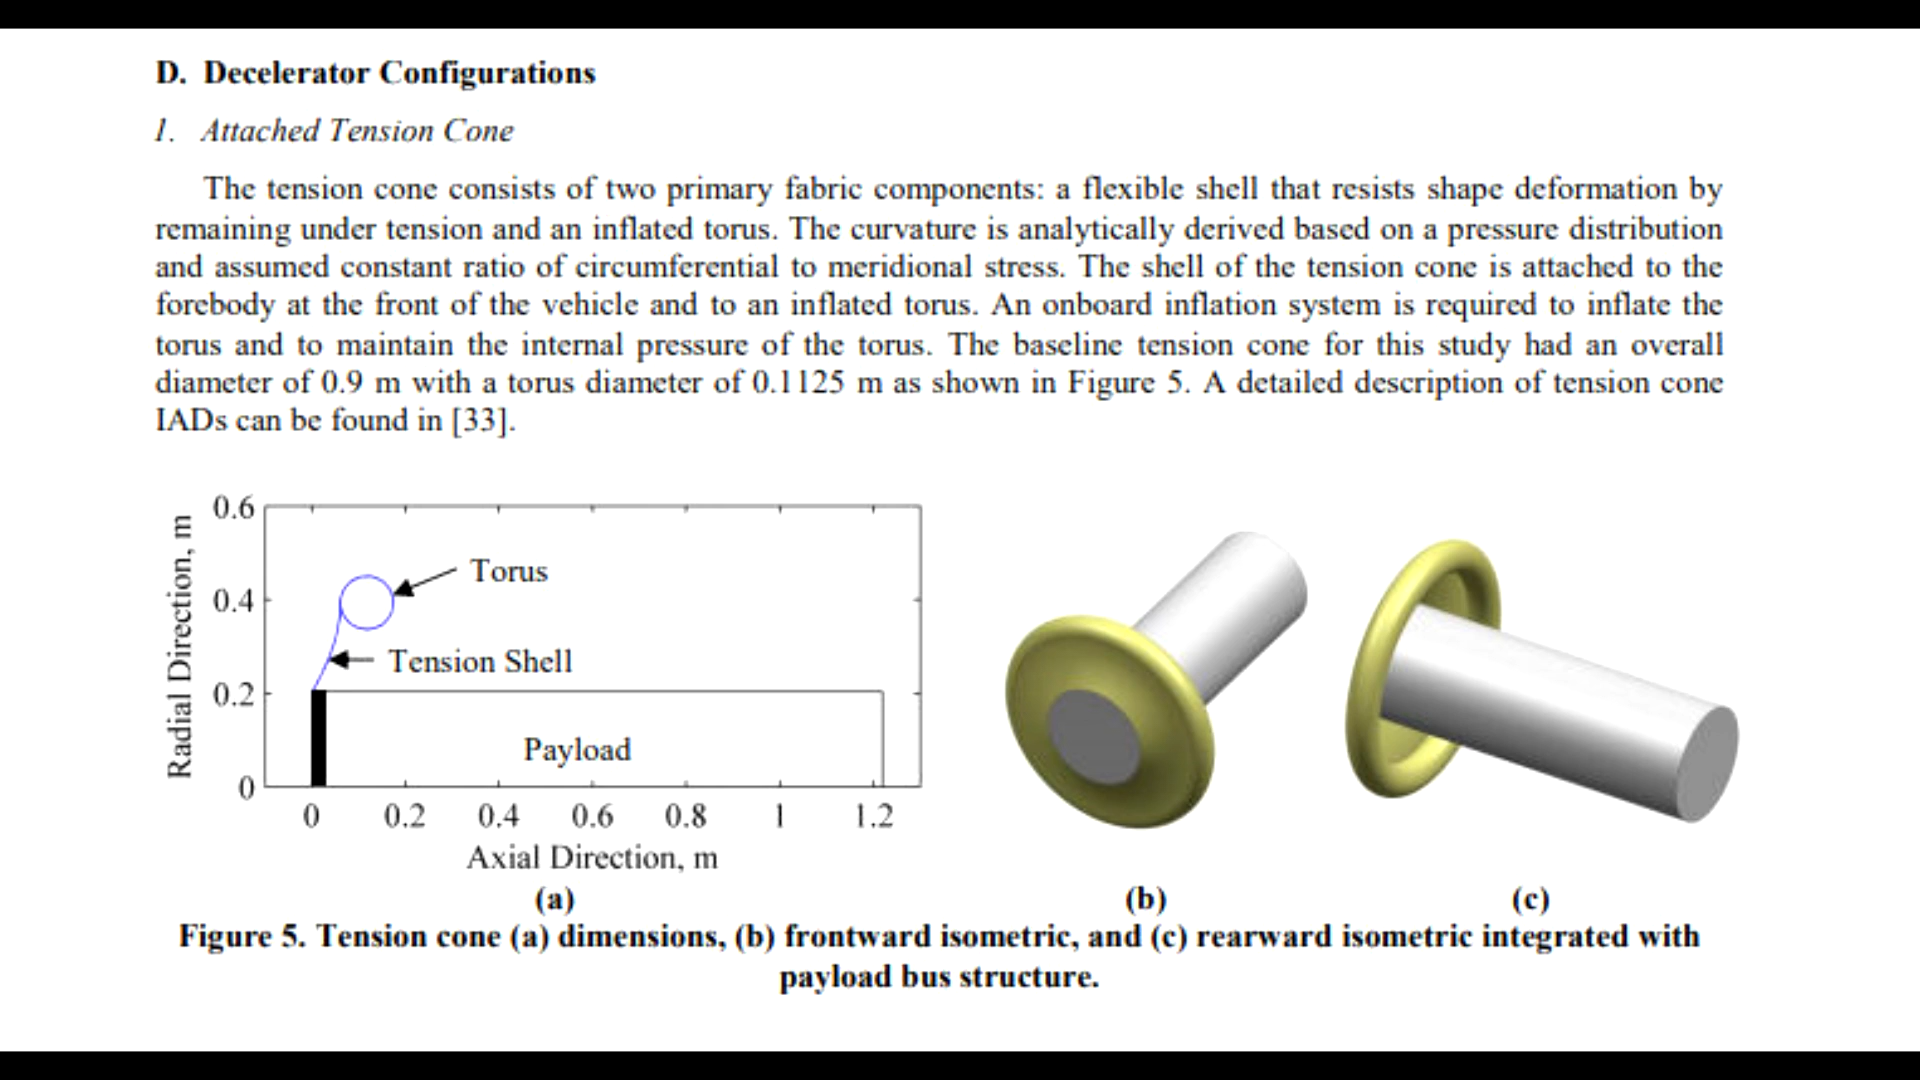 D. Decelerator Configurations
1. Attached Tension Cone
The tension cone consists of two primary fabric components: a flexible shell that resists shape deformation by
remaining under tension and an inflated torus. The curvature is analytically derived based on a pressure distribution
and assumed constant ratio of circumferential to meridional stress. The shell of the tension cone is attached to the
forebody at the front of the vehicle and to an inflated torus. An onboard inflation system is required to inflate the
torus and to maintain the internal pressure of the torus. The baseline tension cone for this study had an overall
diameter of 0.9 m with a torus diameter of 0.1125 m as shown in Figure 5. A detailed description of tension cone
IADs can be found in [33].
Radial Direction, m
0.6
0.4
0.2
0
Torus
Tension Shell
Payload
0 0.2 0.4 0.6 0.8 1 1.2
Axial Direction, m
(a) (b) (c)
Figure 5. Tension cone (a) dimensions, (b) frontward isometric, and (c) rearward isometric integrated with
payload bus structure.